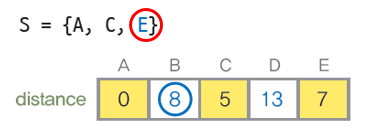 S = {A, C, E}
A B C D E
distance 0 8 5 13 7